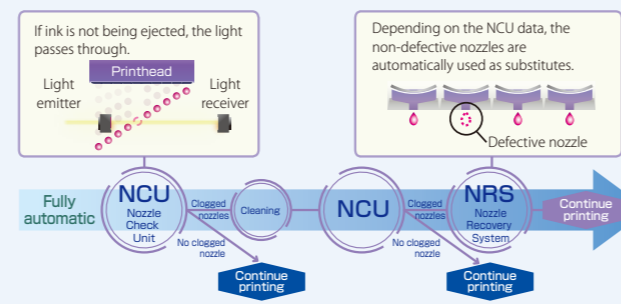 If ink is not being ejected, the light
passes through.
Printhead
Light
emitter
Light
receiver
Depending on the NCU data, the
non-defective nozzles are
automatically used as substitutes.
Defective nozzle
Fully
automatic
NCU
Nozzle
Check
Unit
Clogged
nozzles
No clogged
nozzle
Cleaning
NCU
Clogged
nozzles
No clogged
nozzle
NRS
Nozzle
Recovery
System
Continue
printing
Continue
printing
Continue
printing